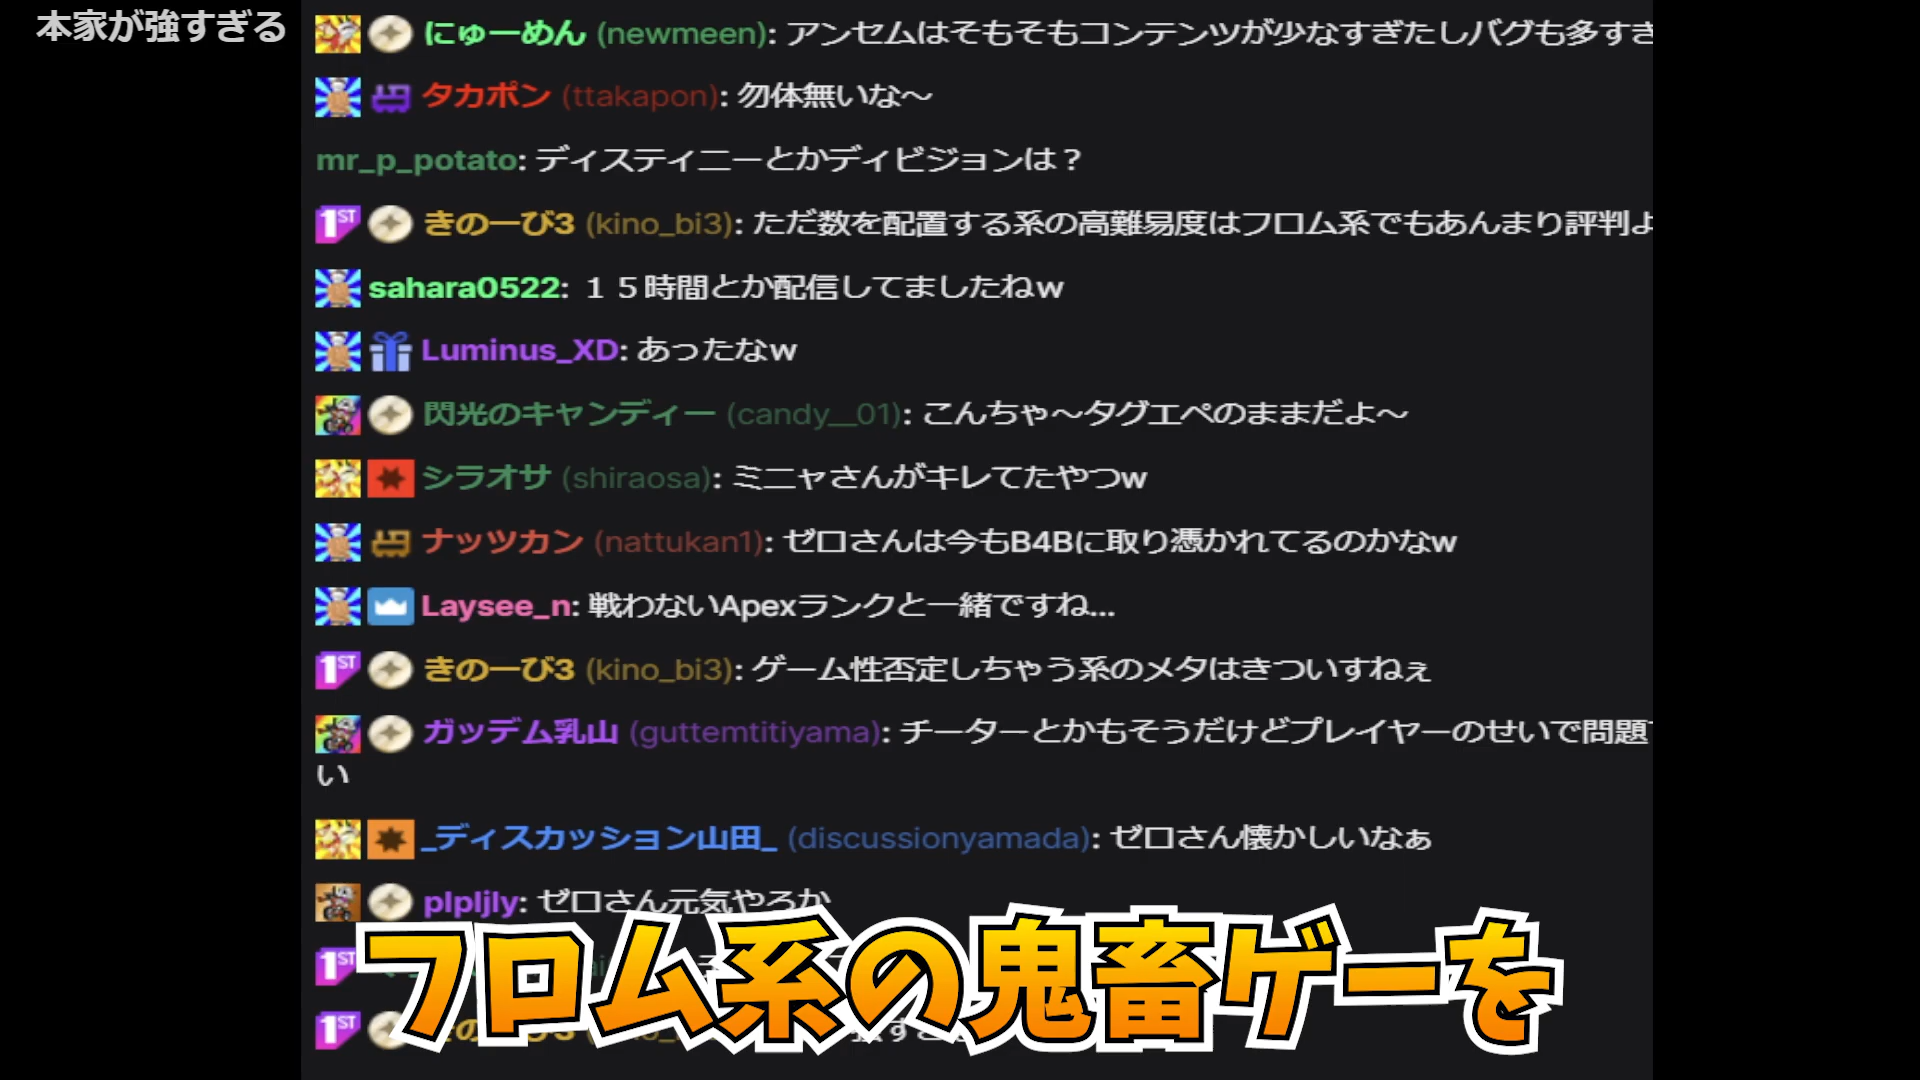 本家が強すぎる
にゅーめん (newmeen): アンセムはそもそもコンテンツが少なすぎたしバグも多すぎ
タカポン (ttakapon): 勿体無いな～
mr_p_potato: ディスティニーとかディビジョンは？
1ST きのーび3 (kino_bi3): ただ数を配置する系の高難易度はフロム系でもあんまり評判よ
sahara0522: １５時間とか配信してましたねw
Luminus_XD: あったなw
閃光のキャンディー (candy__01): こんちゃ～タグエペのままだよ～
シラオサ (shiraosa): ミニャさんがキレてたやつw
ナッツカン (nattukan1): ゼロさんは今もB4Bに取り憑かれてるのかなw
Laysee_n: 戦わないApexランクと一緒ですね...
1ST きのーび3 (kino_bi3): ゲーム性否定しちゃう系のメタはきついすねぇ
ガッデム乳山 (guttemtitiyama): チーターとかもそうだけどプレイヤーのせいで問題
い
_ディスカッション山田_ (discussionyamada): ゼロさん懐かしいなぁ
plpljly: ゼロさん元気やろか
1ST
1ST
フロム系の鬼畜ゲーを